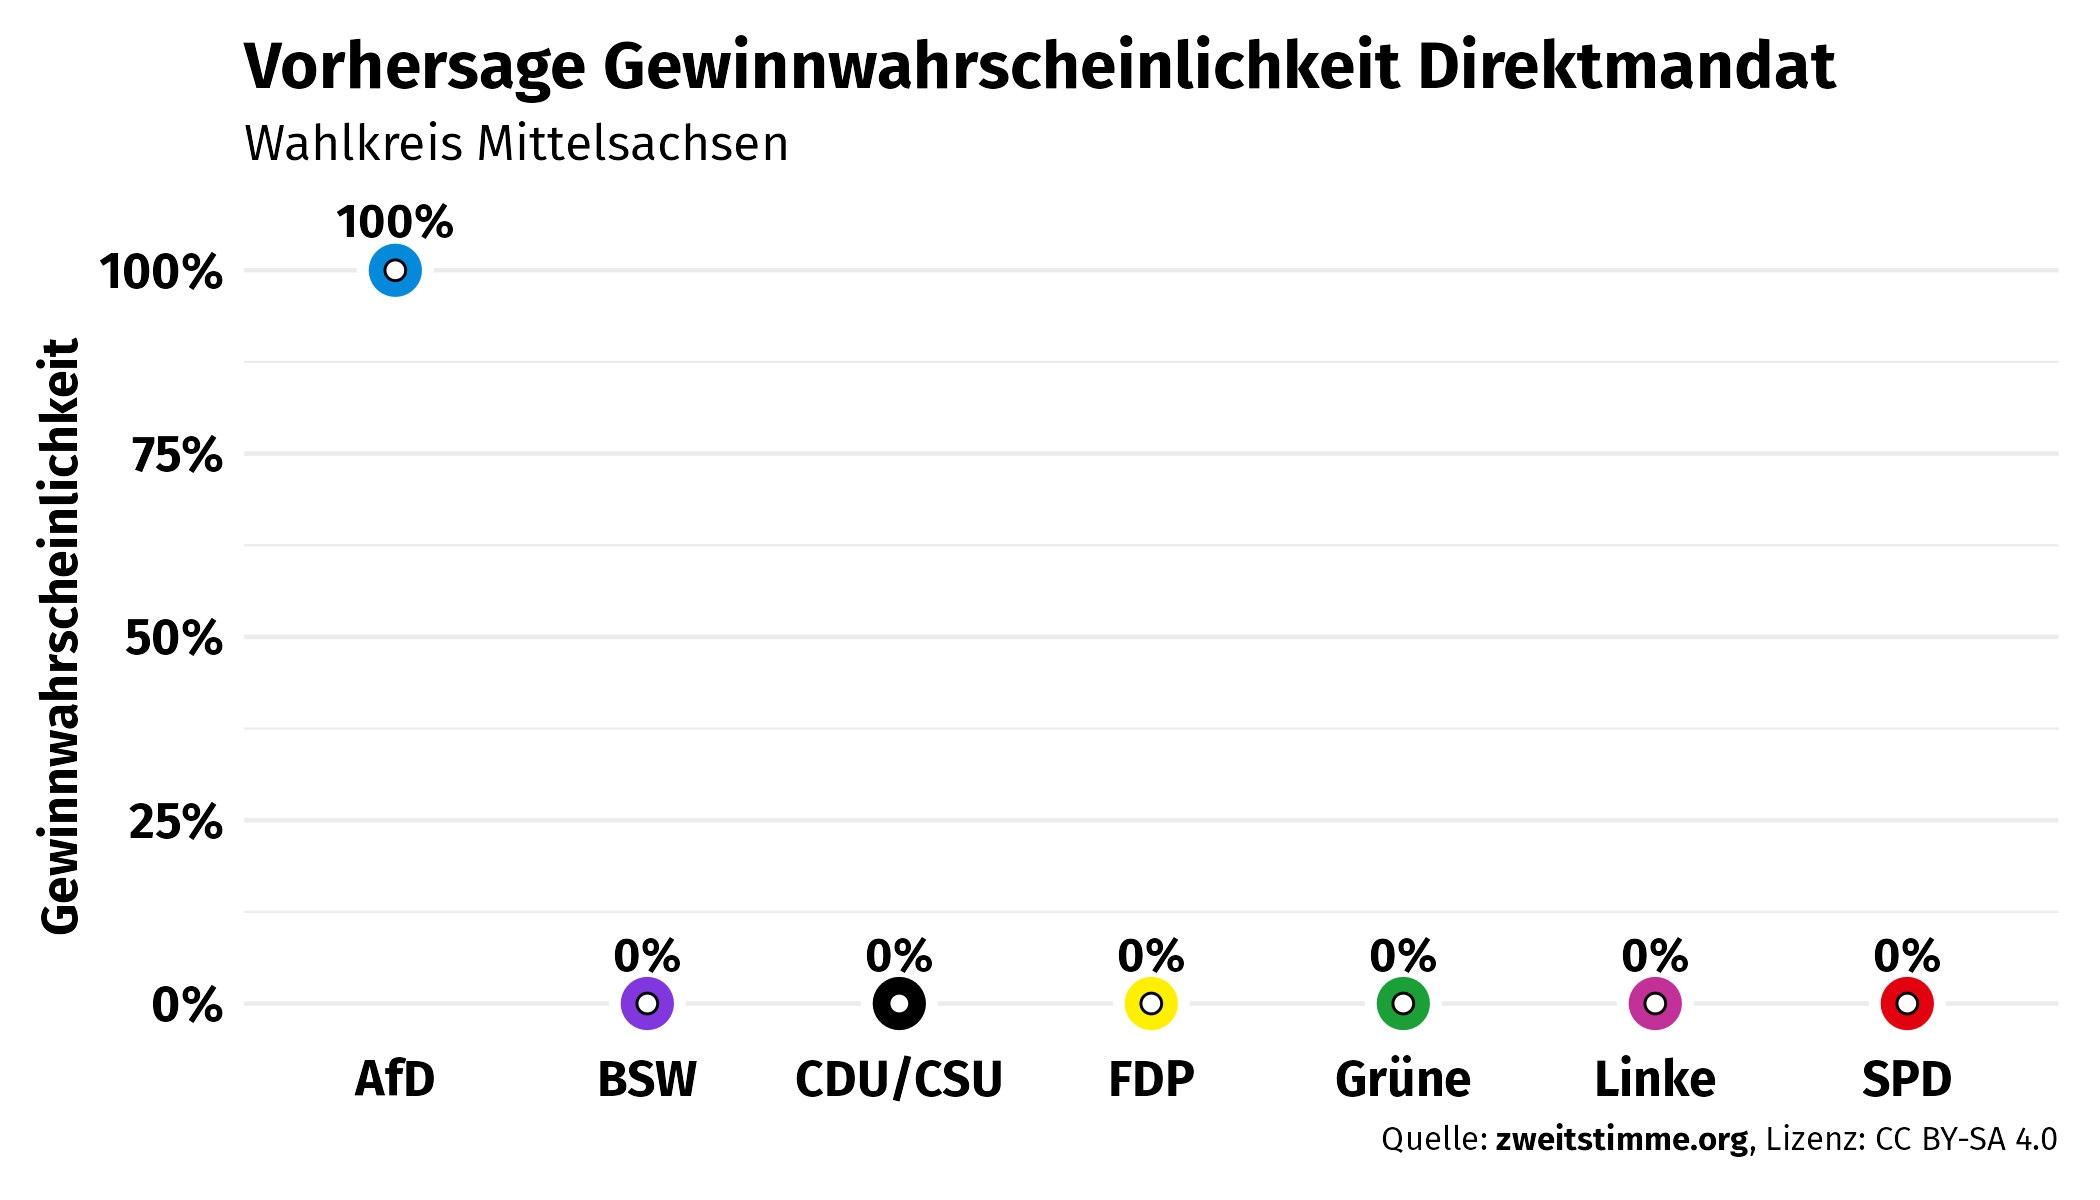 Vorhersage Gewinnwahrscheinlichkeit Direktmandat
Wahlkreis Mittelsachsen
100%
100%
75%
50%
25%
0%
Gewinnwahrscheinlichkeit
0% 0% 0% 0% 0% 0%
AfD BSW CDU/CSU FDP Grüne Linke SPD
Quelle: zweitstimme.org, Lizenz: CC BY-SA 4.0